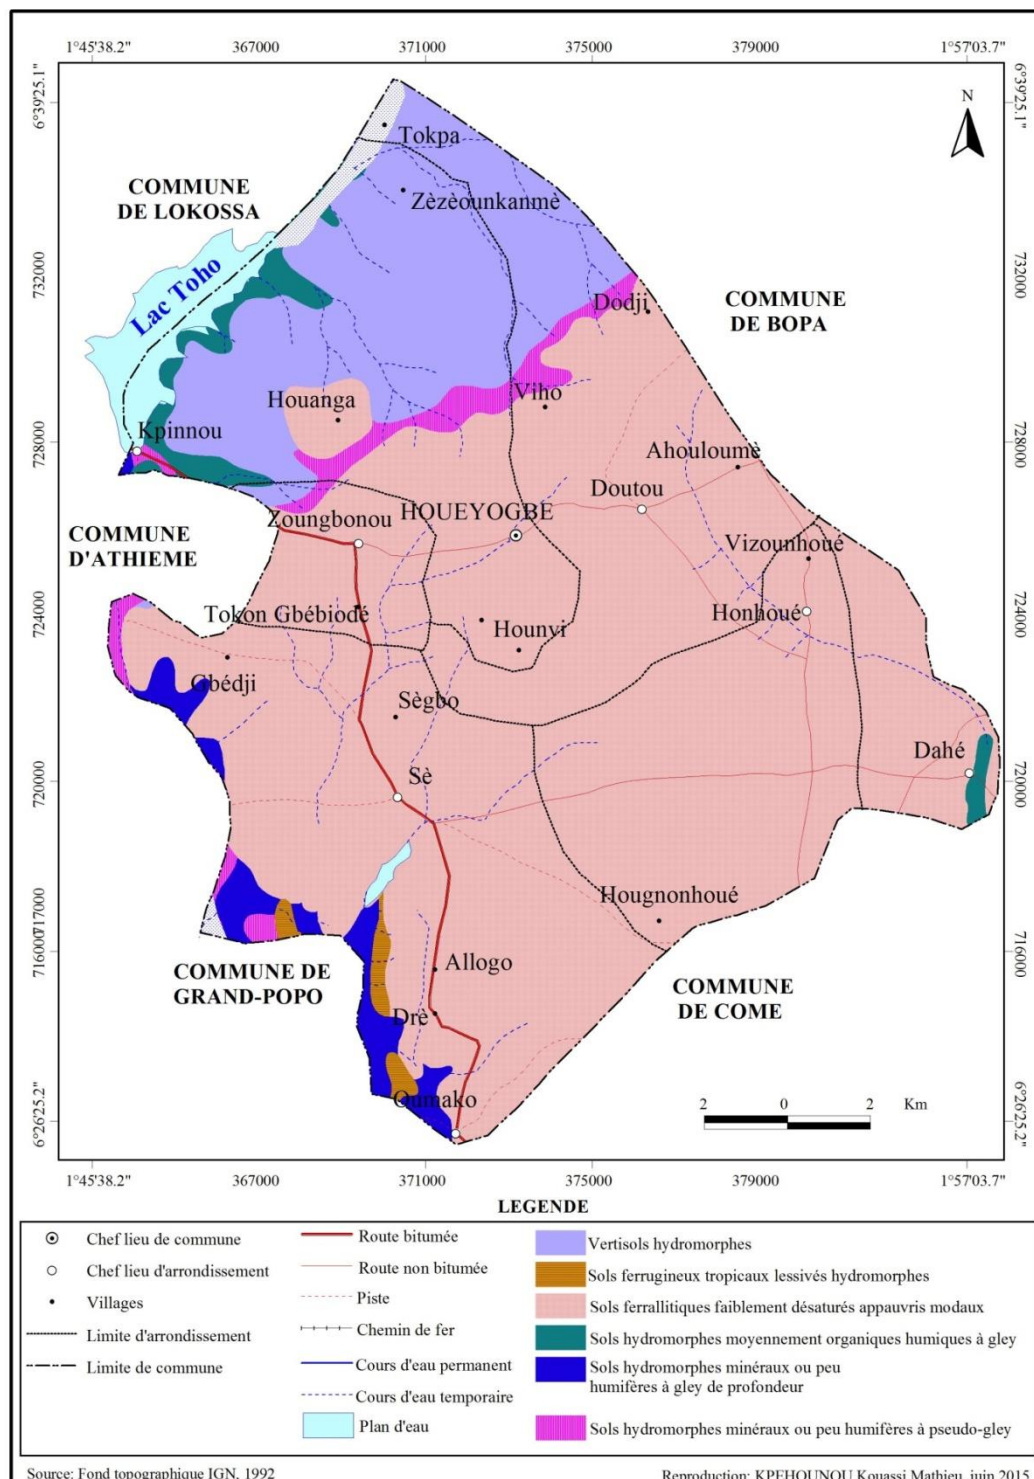 1°45'38.2" 367000 371000 375000 379000 1°57'03.7"
6°39'25.1"
6°39'25.1"
N
Tokpa
COMMUNE
DE LOKOSSA
Zèzèounkanmè
732000
732000
Lac Toho
Dodji
COMMUNE
DE BOPA
Houanga
Viho
Kpinnou
728000
728000
Ahouloumè
Doutou
COMMUNE
D'ATHIEME
Zoungbonou
HOUEYOGBE
Vizounhoué
724000
724000
Tokon Gbébiodé
Honhoué
Hounvi
Gbédji
Sègbo
Dahé
Sè
720000
720000
Hougnonhoué
717000
716000
716000
COMMUNE DE
GRAND-POPO
Allogo
COMMUNE
DE COME
Drè
Oumako
6°26'25.2"
6°26'25.2"
2 0 2 Km
1°45'38.2" 367000 371000 375000 379000 1°57'03.7"
LEGENDE
Chef lieu de commune
Chef lieu d'arrondissement
Villages
Limite d'arrondissement
Limite de commune
Route bitumée
Route non bitumée
Piste
Chemin de fer
Cours d'eau permanent
Cours d'eau temporaire
Plan d'eau
Vertisols hydromorphes
Sols ferrugineux tropicaux lessivés hydromorphes
Sols ferrallitiques faiblement désaturés appauvris modaux
Sols hydromorphes moyennement organiques humiques à gley
Sols hydromorphes minéraux ou peu
humifères à gley de profondeur
Sols hydromorphes minéraux ou peu humifères à pseudo-gley
Source: Fond topographique IGN, 1992
Reproduction: KPEHOUNOU Kouassi Mathieu, juin 2015